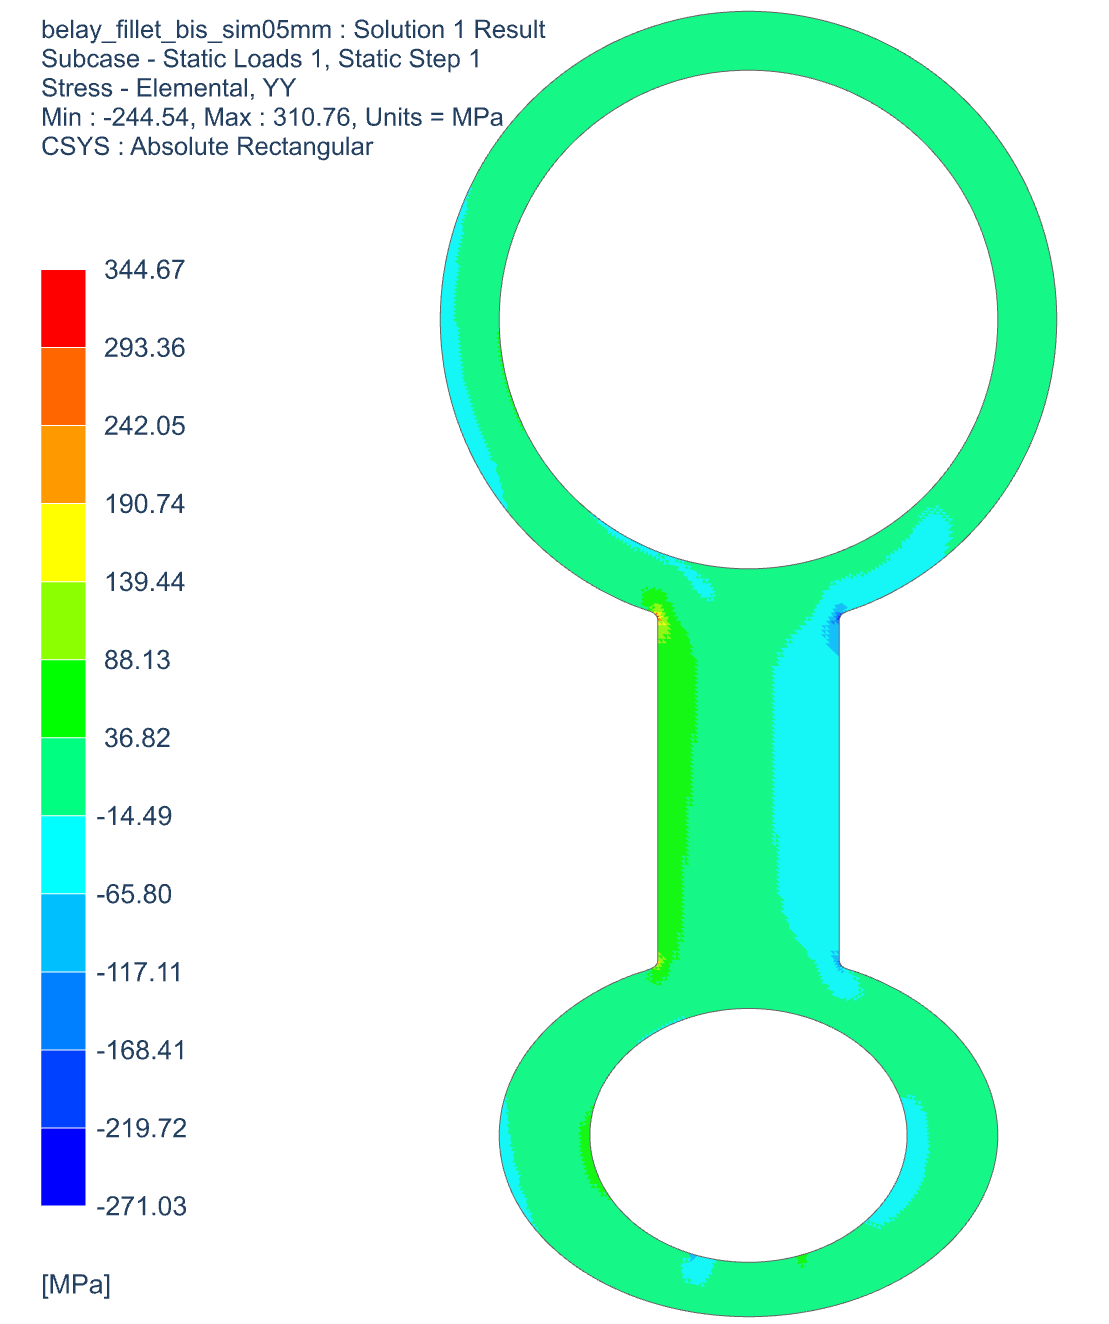 belay_fillet_bis_sim05mm : Solution 1 Result
Subcase - Static Loads 1, Static Step 1
Stress - Elemental, YY
Min : -244.54, Max : 310.76, Units = MPa
CSYS : Absolute Rectangular
344.67
293.36
242.05
190.74
139.44
88.13
36.82
-14.49
-65.80
-117.11
-168.41
-219.72
-271.03
[MPa]